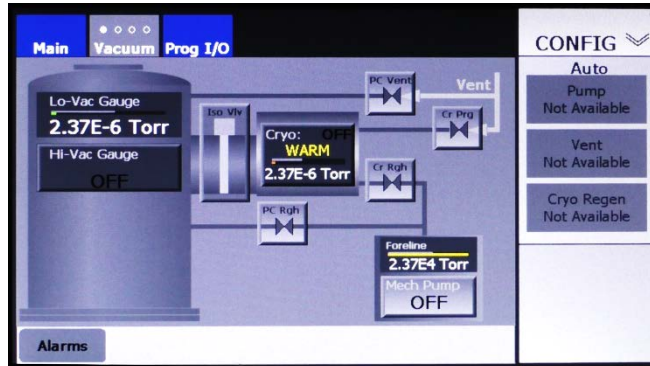 Main
Vacuum
Prog I/O
CONFIG
Auto
Pump
Not Available
Vent
Not Available
Cryo Regen
Not Available
PC Vent
Vent
Lo-Vac Gauge
2.37E-6 Torr
Iso Vlv
Cr Prg
Hi-Vac Gauge
OFF
Cryo: OFF
WARM
2.37E-6 Torr
Cr Rgh
PC Rgh
Foreline
2.37E4 Torr
Mech Pump
OFF
Alarms